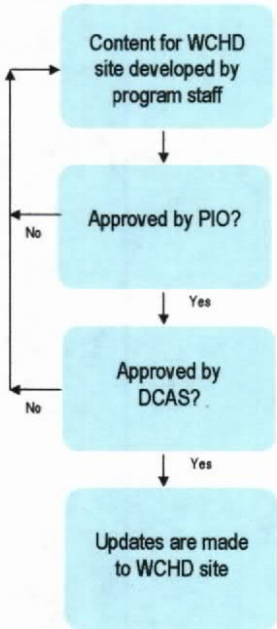 Content for WCHD
site developed by
program staff
Approved by PIO?
No
Yes
Approved by
DCAS?
No
Yes
Updates are made
to WCHD site